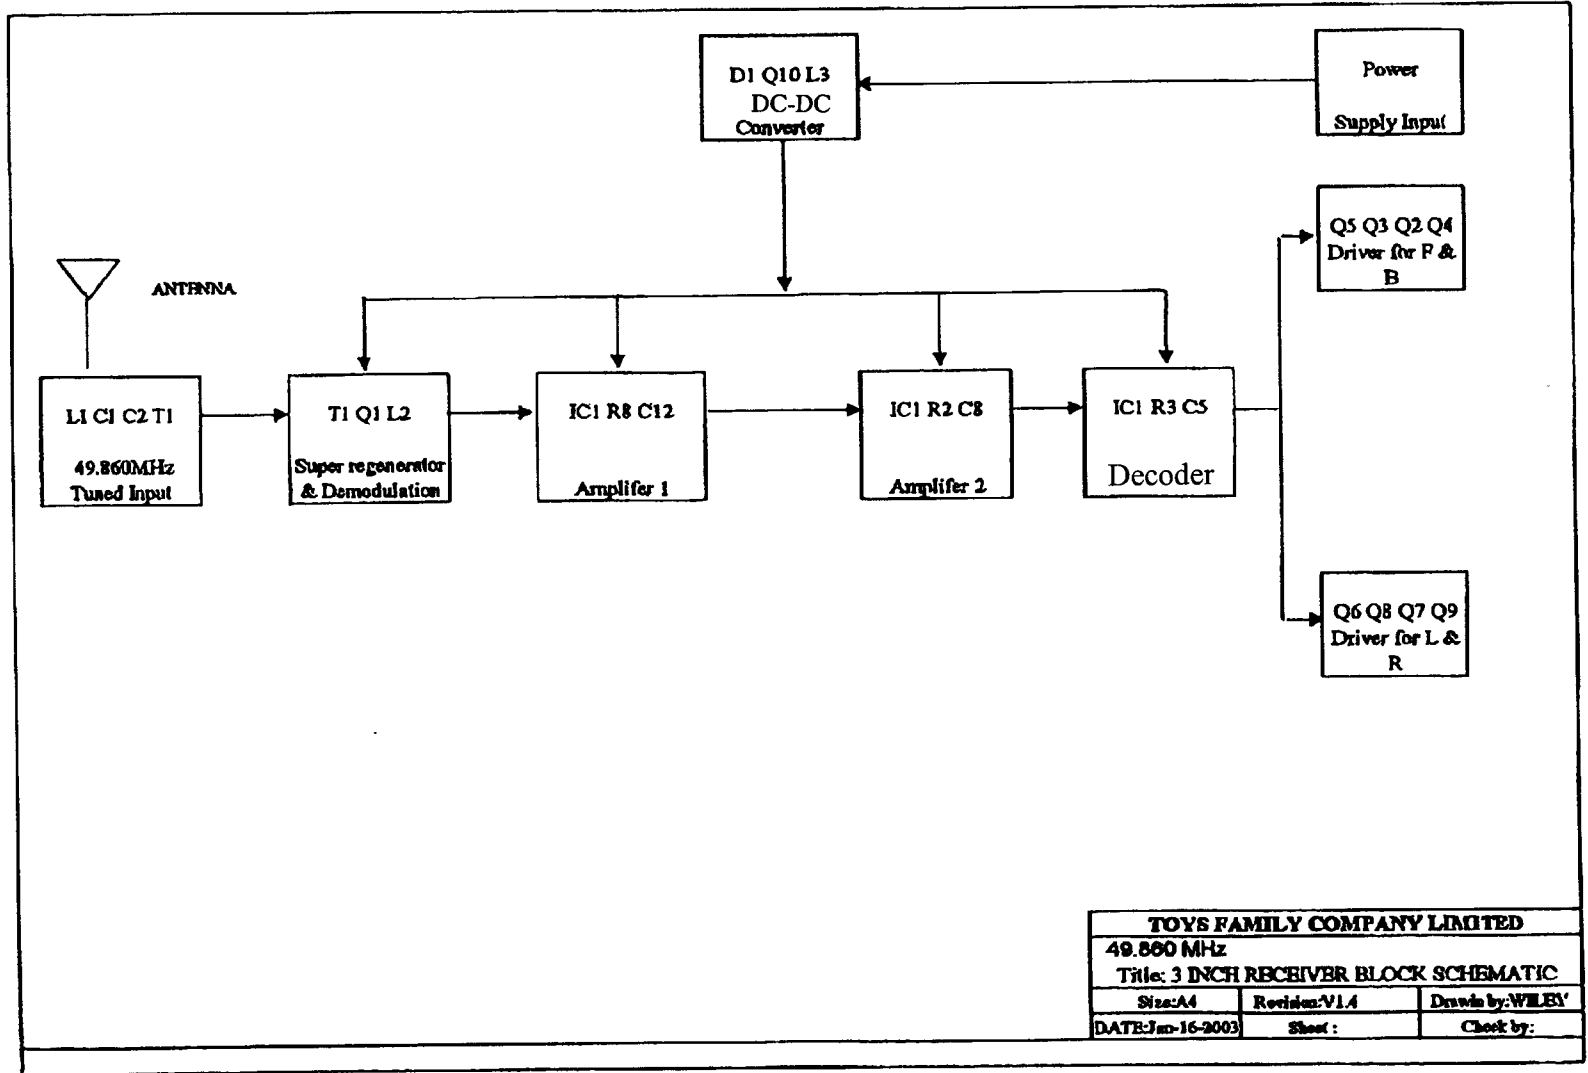 D1 Q10 L3
DC-DC
Converter
Power
Supply Input
Q5 Q3 Q2 Q4
Driver for F &
B
ANTENNA
L1 C1 C2 T1
49.860MHz
Tuned Input
T1 Q1 L2
Super regenerator
& Demodulation
IC1 R8 C12
Amplifer 1
IC1 R2 C8
Amplifer 2
IC1 R3 C5
Decoder
Q6 Q8 Q7 Q9
Driver for L &
R
TOYS FAMILY COMPANY LIMITED
49.860 MHz
Title: 3 INCH RECEIVER BLOCK SCHEMATIC
Size:A4
Revision:V1.4
Drawin by:WILEY
DATE:Jan-16-2003
Sheet :
Check by: